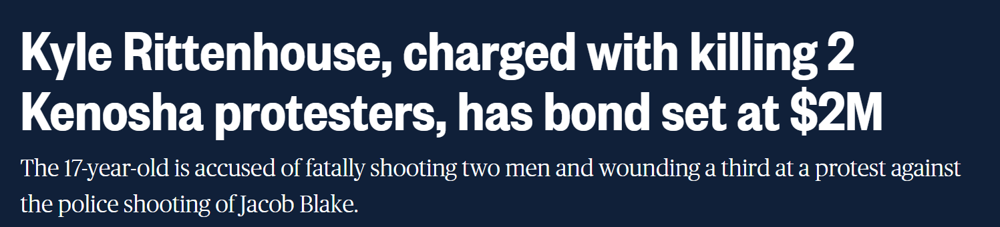 Kyle Rittenhouse, charged with killing 2
Kenosha protesters, has bond set at $2M
The 17-year-old is accused of fatally shooting two men and wounding a third at a protest against
the police shooting of Jacob Blake.